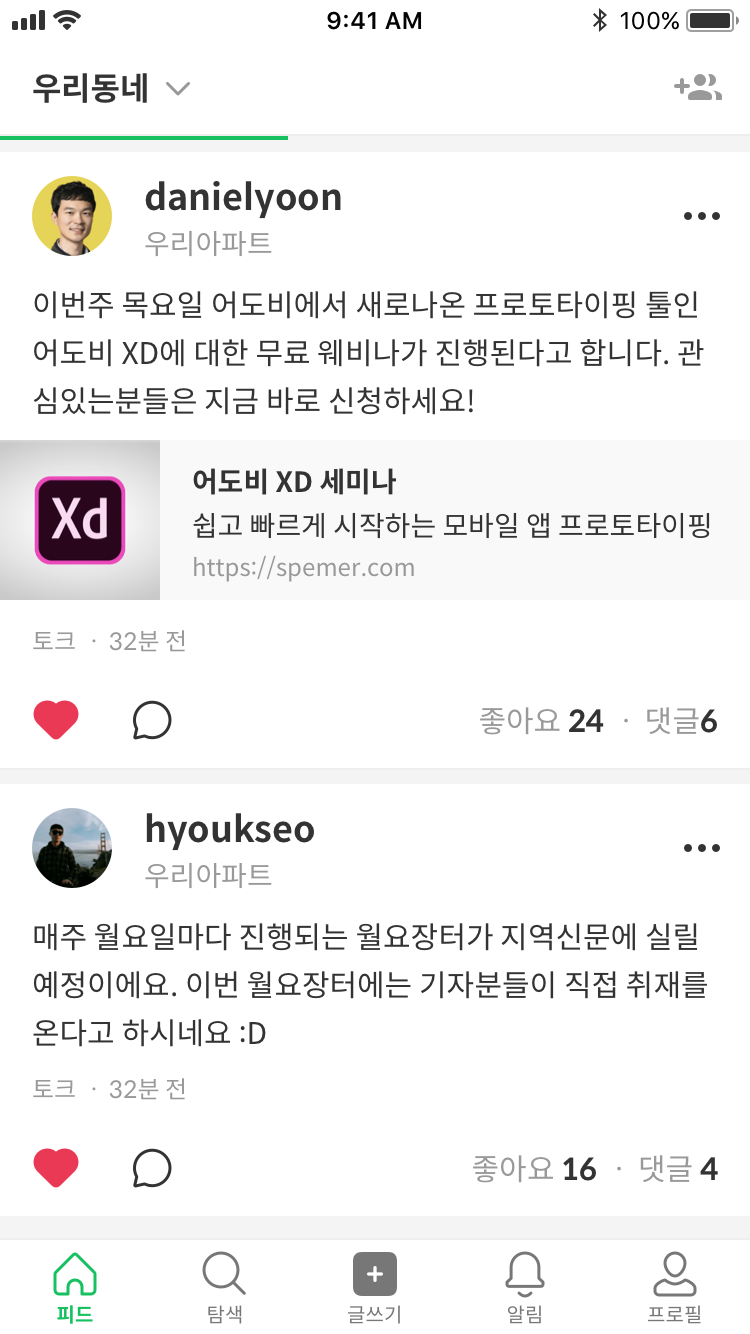 9:41 AM 100%
우리동네
danielyoon
우리아파트
이번주 목요일 어도비에서 새로나온 프로토타이핑 툴인
어도비 XD에 대한 무료 웨비나가 진행된다고 합니다. 관
심있는분들은 지금 바로 신청하세요!
Xd
어도비 XD 세미나
쉽고 빠르게 시작하는 모바일 앱 프로토타이핑
https://spemer.com
토크 · 32분 전
좋아요 24 · 댓글6
hyoukseo
우리아파트
매주 월요일마다 진행되는 월요장터가 지역신문에 실릴
예정이에요. 이번 월요장터에는 기자분들이 직접 취재를
온다고 하시네요 :D
토크 · 32분 전
좋아요 16 · 댓글 4
피드 탐색 글쓰기 알림 프로필